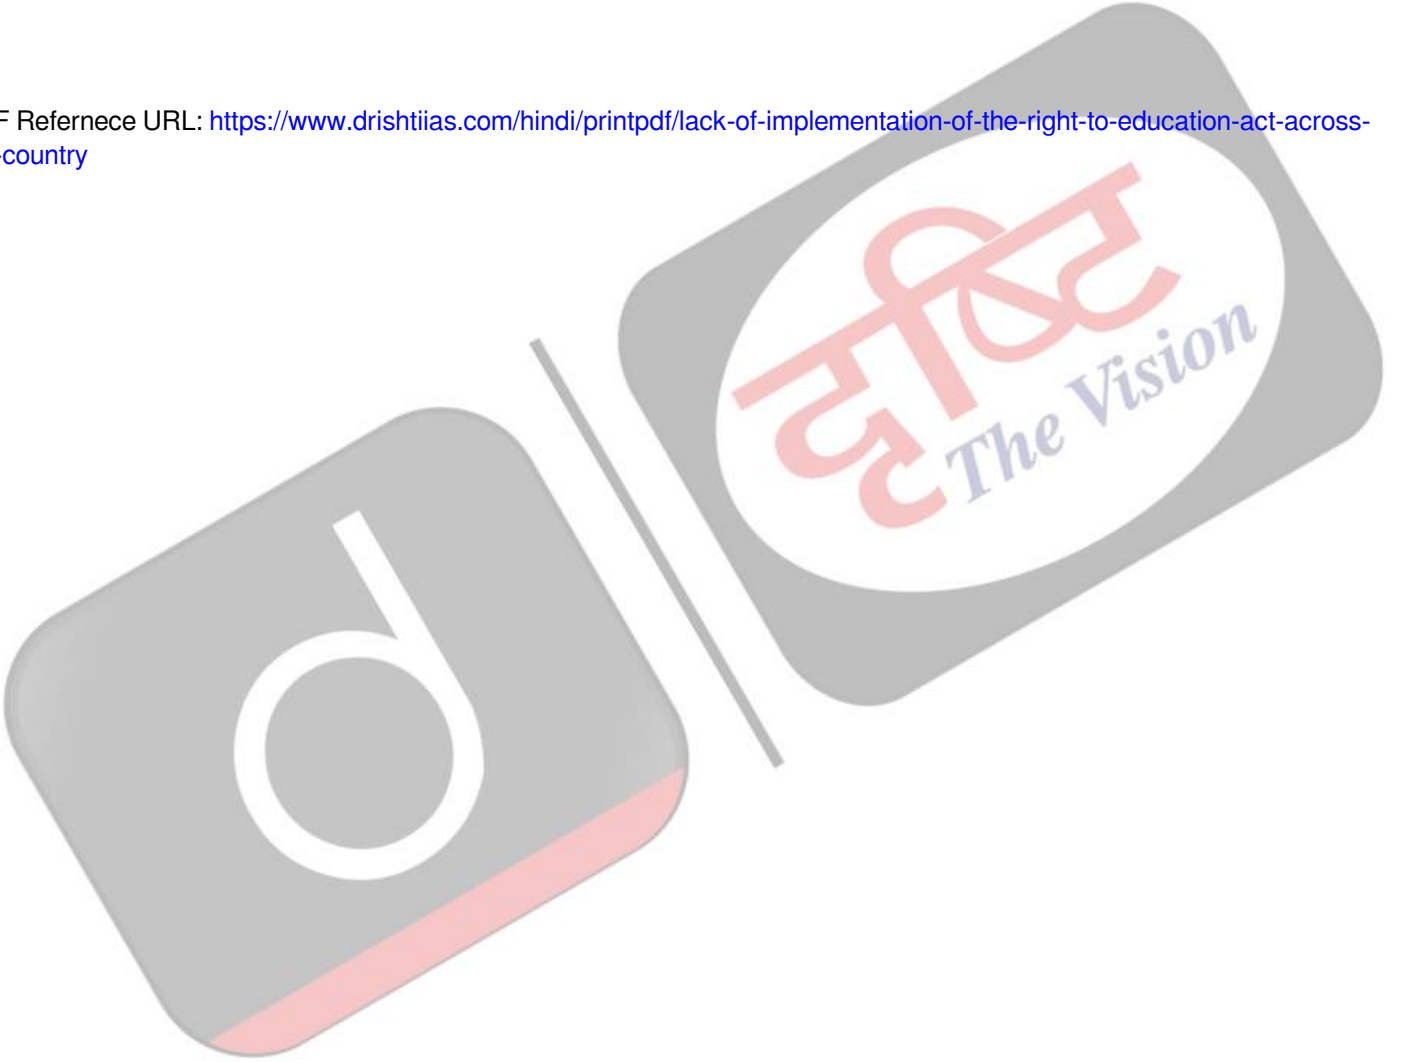 F Refernece URL: https://www.drishtiias.com/hindi/printpdf/lack-of-implementation-of-the-right-to-education-act-across-
-country
दृष्टि
The Vision